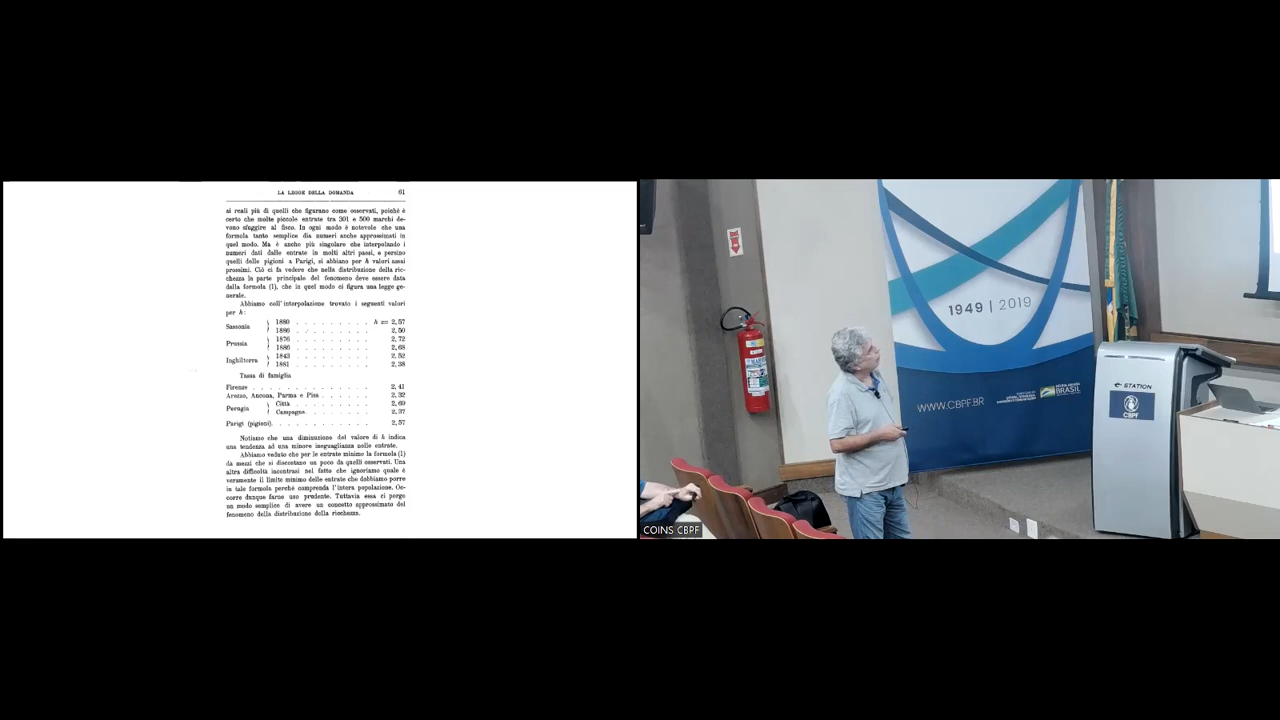 LA LEGGE DELLA DOMANDA 61
ai reali più di quelli che figurano come osservati, poichè è
certo che molte piccole entrate tra 301 e 500 marchi de-
vono sfuggire al fisco. In ogni modo è notevole che una
formola tanto semplice dia numeri anche approssimati in
quel modo. Ma è anche più singolare che interpolando i
numeri dati dalle entrate in molti altri paesi, e persino
quelli delle pigioni a Parigi, si abbiano per h valori assai
prossimi. Ciò ci fa vedere che nella distribuzione della ric-
chezza la parte principale del fenomeno deve essere data
dalla formola (1), che in quel modo ci figura una legge ge-
nerale.
Abbiamo coll'interpolazione trovato i seguenti valori
per h:
Sassonia 1880 . . . . . . . . . h = 2,57
1886 . . . . . . . . . 2,50
Prussia 1876 . . . . . . . . . 2,72
1886 . . . . . . . . . 2,68
Inghilterra 1843 . . . . . . . . . 2,52
1881 . . . . . . . . . 2,38
Tassa di famiglia
Firenze . . . . . . . . . . . . . 2,41
Arezzo, Ancona, Parma e Pisa . . . . . . 2,32
Perugia Città . . . . . . . . 2,69
Campagna . . . . . . . 2,37
Parigi (pigioni). . . . . . . . . . . 2,57
Notiamo che una diminuzione del valore di h indica
una tendenza ad una minore ineguaglianza nelle entrate.
Abbiamo veduto che per le entrate minime la formola (1)
dà mezzi che si discostano un poco da quelli osservati. Una
altra difficoltà incontrasi nel fatto che ignoriamo quale è
veramente il limite minimo delle entrate che dobbiamo porre
in tale formola perchè comprenda l'intera popolazione. Oc-
corre dunque farne uso prudente. Tuttavia essa ci porge
un modo semplice di avere un concetto approssimato del
fenomeno della distribuzione della ricchezza.
1949 | 2019
WWW.CBPF.BR
BRASIL
STATION
CBPF
COINS CBPF